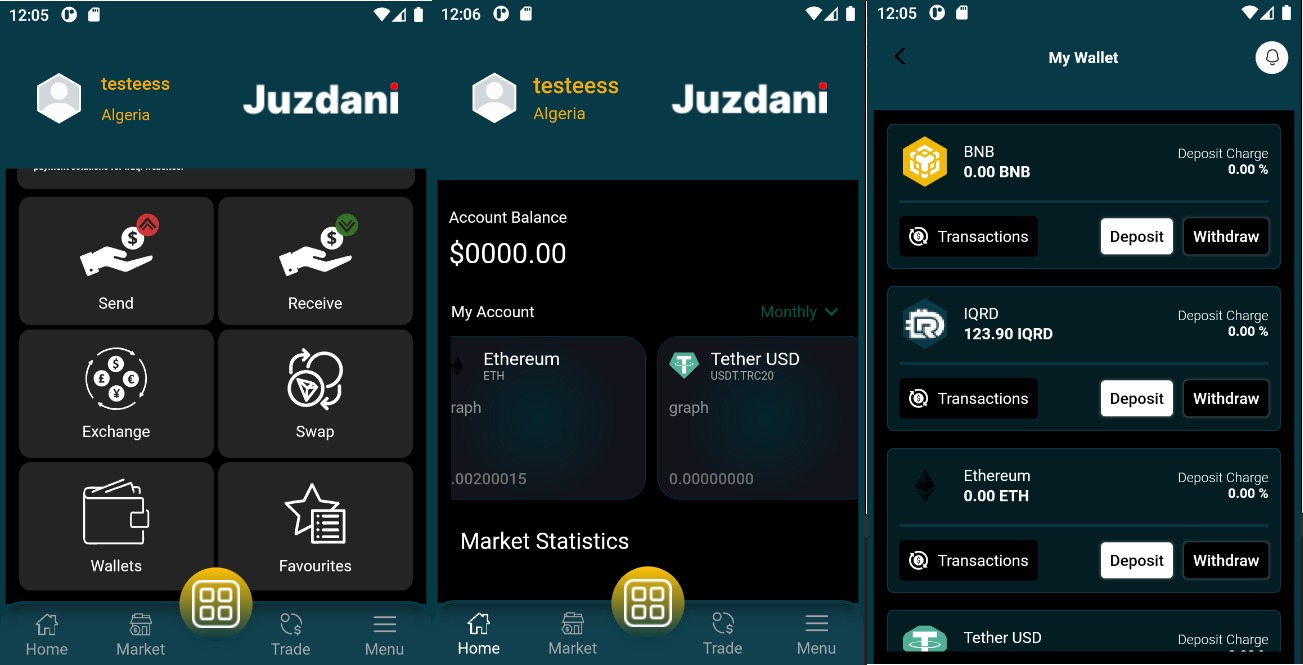 12:05
testeess
Algeria
Juzdani
Send
Receive
Exchange
Swap
Wallets
Favourites
Home
Market
Trade
Menu
12:06
testeess
Algeria
Juzdani
Account Balance
$0000.00
My Account
Monthly
Ethereum
ETH
raph
.00200015
Tether USD
USDT.TRC20
graph
0.00000000
Market Statistics
Home
Market
Trade
Menu
12:05
My Wallet
BNB
0.00 BNB
Deposit Charge
0.00 %
Transactions
Deposit
Withdraw
IQRD
123.90 IQRD
Deposit Charge
0.00 %
Transactions
Deposit
Withdraw
Ethereum
0.00 ETH
Deposit Charge
0.00 %
Transactions
Deposit
Withdraw
Tether USD
Deposit Charge